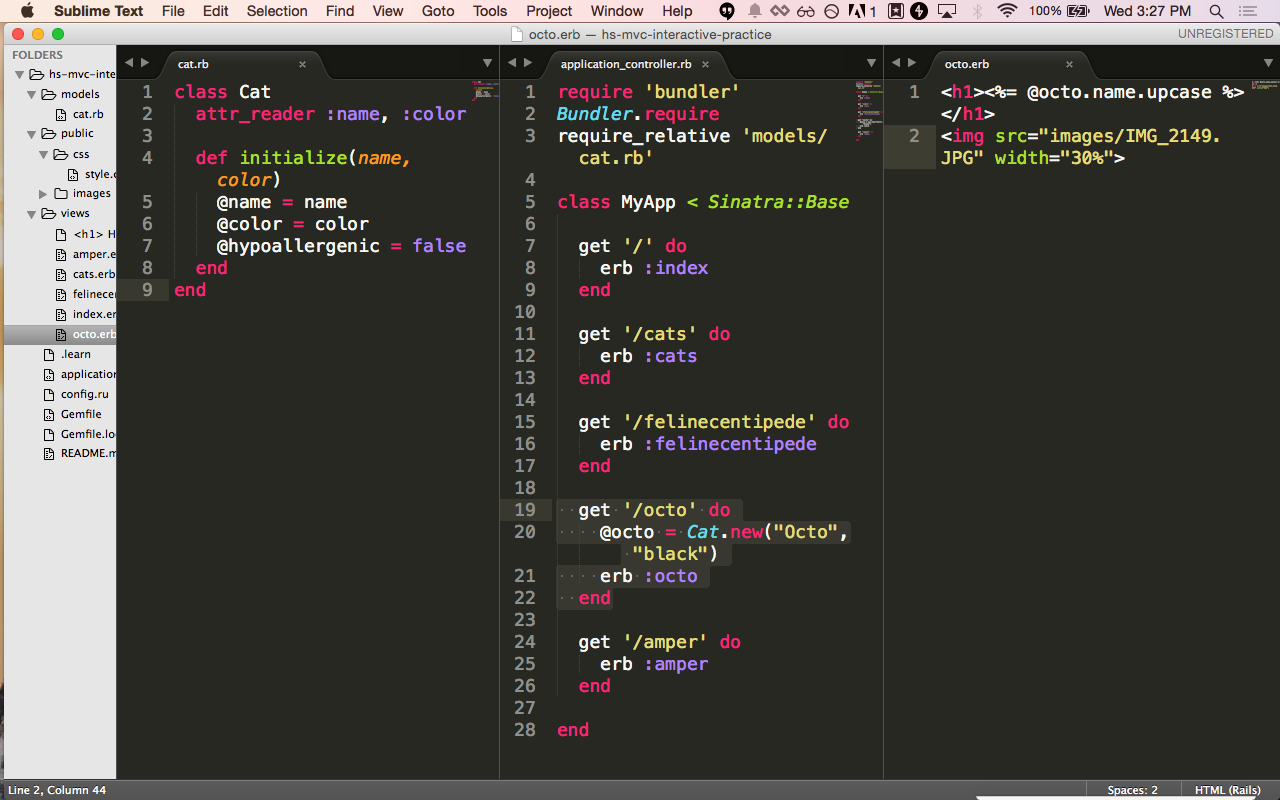 Sublime Text File Edit Selection Find View Goto Tools Project Window Help 1 100% Wed 3:27 PM
octo.erb — hs-mvc-interactive-practice UNREGISTERED
FOLDERS
hs-mvc-inte
models
cat.rb
public
css
style.c
images
views
<h1> H
amper.e
cats.erb
felinecen
index.er
octo.erb
.learn
application
config.ru
Gemfile
Gemfile.lo
README.m
cat.rb
1 class Cat
2 attr_reader :name, :color
3
4 def initialize(name,
color)
5 @name = name
6 @color = color
7 @hypoallergenic = false
8 end
9 end
application_controller.rb
1 require 'bundler'
2 Bundler.require
3 require_relative 'models/
cat.rb'
4
5 class MyApp < Sinatra::Base
6
7 get '/' do
8 erb :index
9 end
10
11 get '/cats' do
12 erb :cats
13 end
14
15 get '/felinecentipede' do
16 erb :felinecentipede
17 end
18
19 get '/octo' do
20 @octo = Cat.new("Octo",
"black")
21 erb :octo
22 end
23
24 get '/amper' do
25 erb :amper
26 end
27
28 end
octo.erb
1 <h1><%= @octo.name.upcase %>
</h1>
2 <img src="images/IMG_2149.
JPG" width="30%">
Line 2, Column 44 Spaces: 2 HTML (Rails)